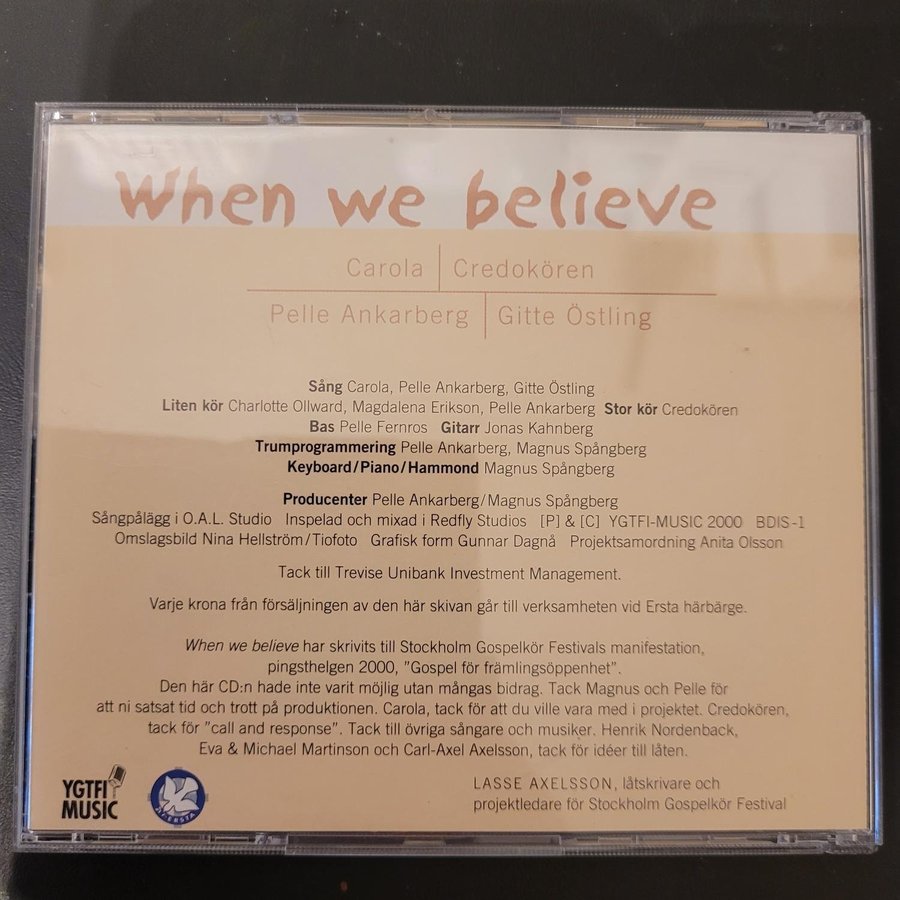 When we believe
Carola | Credokören
Pelle Ankarberg | Gitte Östling
Sång Carola, Pelle Ankarberg, Gitte Östling
Liten kör Charlotte Ollward, Magdalena Erikson, Pelle Ankarberg Stor kör Credokören
Bas Pelle Fernros Gitarr Jonas Kahnberg
Trumprogrammering Pelle Ankarberg, Magnus Spångberg
Keyboard/Piano/Hammond Magnus Spångberg
Producenter Pelle Ankarberg/Magnus Spångberg
Sångpålägg i O.A.L. Studio Inspelad och mixad i Redfly Studios [P] & [C] YGTFI-MUSIC 2000 BDIS-1
Omslagsbild Nina Hellström/Tiofoto Grafisk form Gunnar Dagnå Projektsamordning Anita Olsson
Tack till Trevise Unibank Investment Management.
Varje krona från försäljningen av den här skivan går till verksamheten vid Ersta härbärge.
When we believe har skrivits till Stockholm Gospelkör Festivals manifestation,
pingsthelgen 2000, "Gospel för främlingsöppenhet".
Den här CD:n hade inte varit möjlig utan mångas bidrag. Tack Magnus och Pelle för
att ni satsat tid och trott på produktionen. Carola, tack för att du ville vara med i projektet. Credokören,
tack för "call and response". Tack till övriga sångare och musiker. Henrik Nordenback,
Eva & Michael Martinson och Carl-Axel Axelsson, tack för idéer till låten.
LASSE AXELSSON, låtskrivare och
projektledare för Stockholm Gospelkör Festival
YGTFI
MUSIC
ERSTA